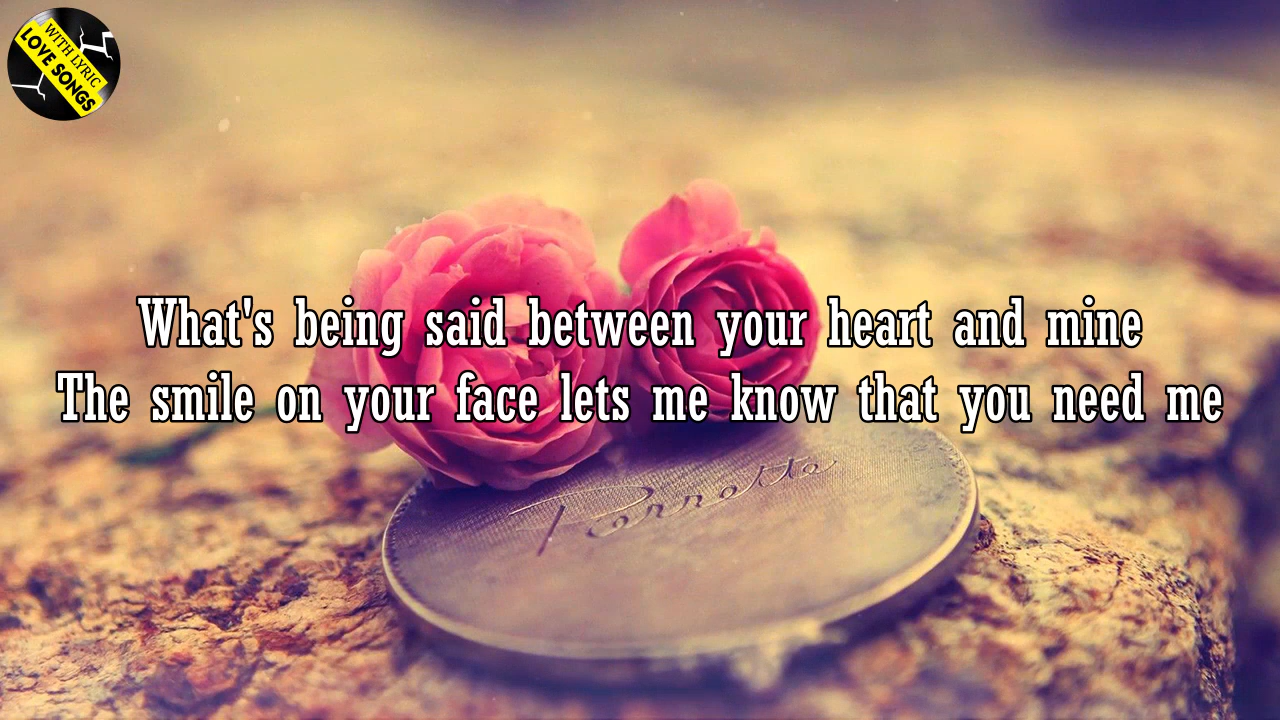 WITH LYRIC
LOVE SONGS
What's being said between your heart and mine
The smile on your face lets me know that you need me